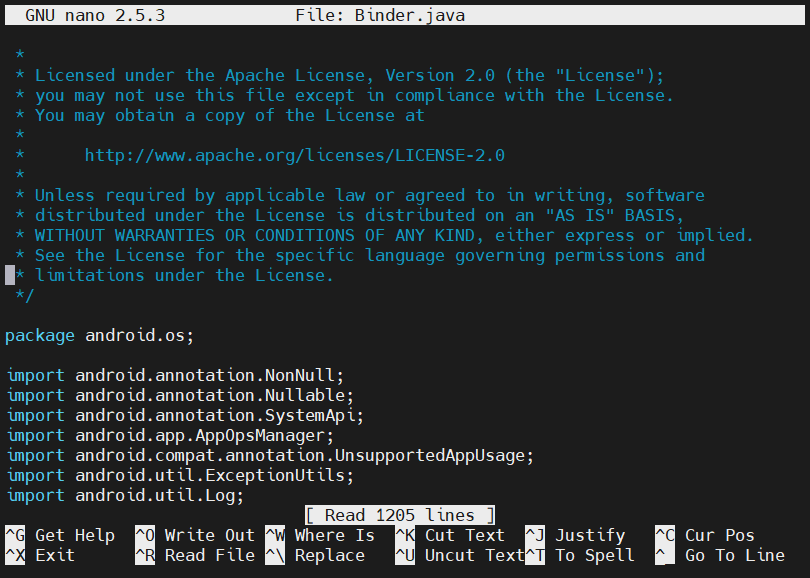 GNU nano 2.5.3 File: Binder.java
*
* Licensed under the Apache License, Version 2.0 (the "License");
* you may not use this file except in compliance with the License.
* You may obtain a copy of the License at
*
* http://www.apache.org/licenses/LICENSE-2.0
*
* Unless required by applicable law or agreed to in writing, software
* distributed under the License is distributed on an "AS IS" BASIS,
* WITHOUT WARRANTIES OR CONDITIONS OF ANY KIND, either express or implied.
* See the License for the specific language governing permissions and
* limitations under the License.
*/
package android.os;
import android.annotation.NonNull;
import android.annotation.Nullable;
import android.annotation.SystemApi;
import android.app.AppOpsManager;
import android.compat.annotation.UnsupportedAppUsage;
import android.util.ExceptionUtils;
import android.util.Log;
[ Read 1205 lines ]
^G Get Help ^O Write Out ^W Where Is ^K Cut Text ^J Justify ^C Cur Pos
^X Exit ^R Read File ^\ Replace ^U Uncut Text ^T To Spell ^_ Go To Line